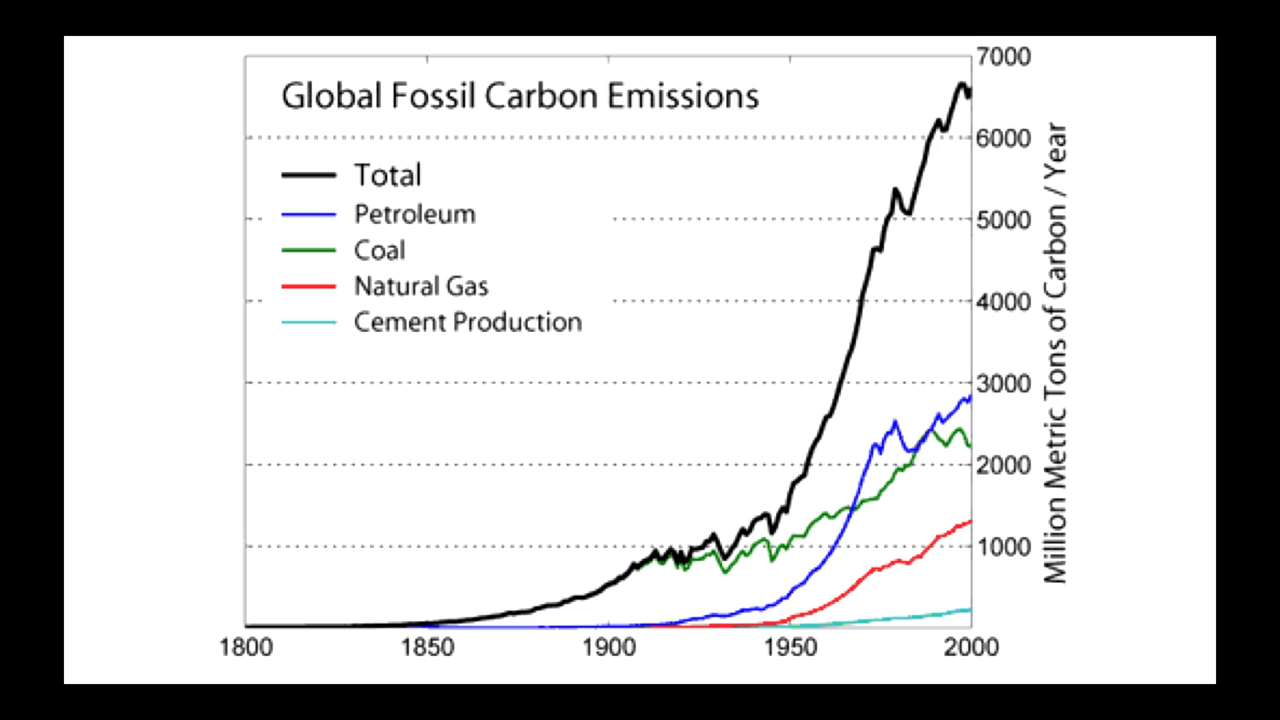 Global Fossil Carbon Emissions
Total
Petroleum
Coal
Natural Gas
Cement Production
7000
6000
5000
4000
3000
2000
1000
Million Metric Tons of Carbon / Year
1800 1850 1900 1950 2000